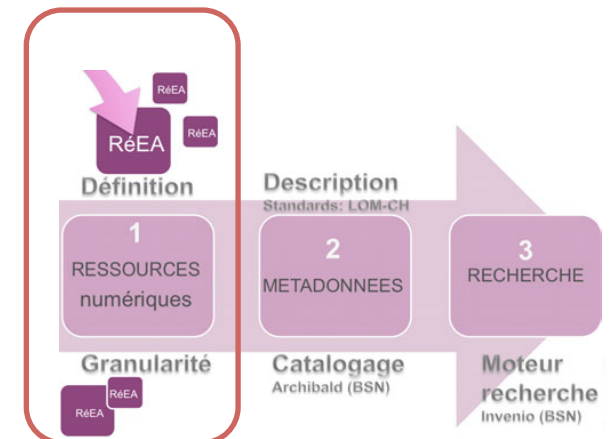 RéEA
RéEA
RéEA
Définition
Description
Standards: LOM-CH
1
RESSOURCES
numériques
2
METADONNEES
3
RECHERCHE
Granularité
RéEA
RéEA
Catalogage
Archibald (BSN)
Moteur
recherche
Invenio (BSN)